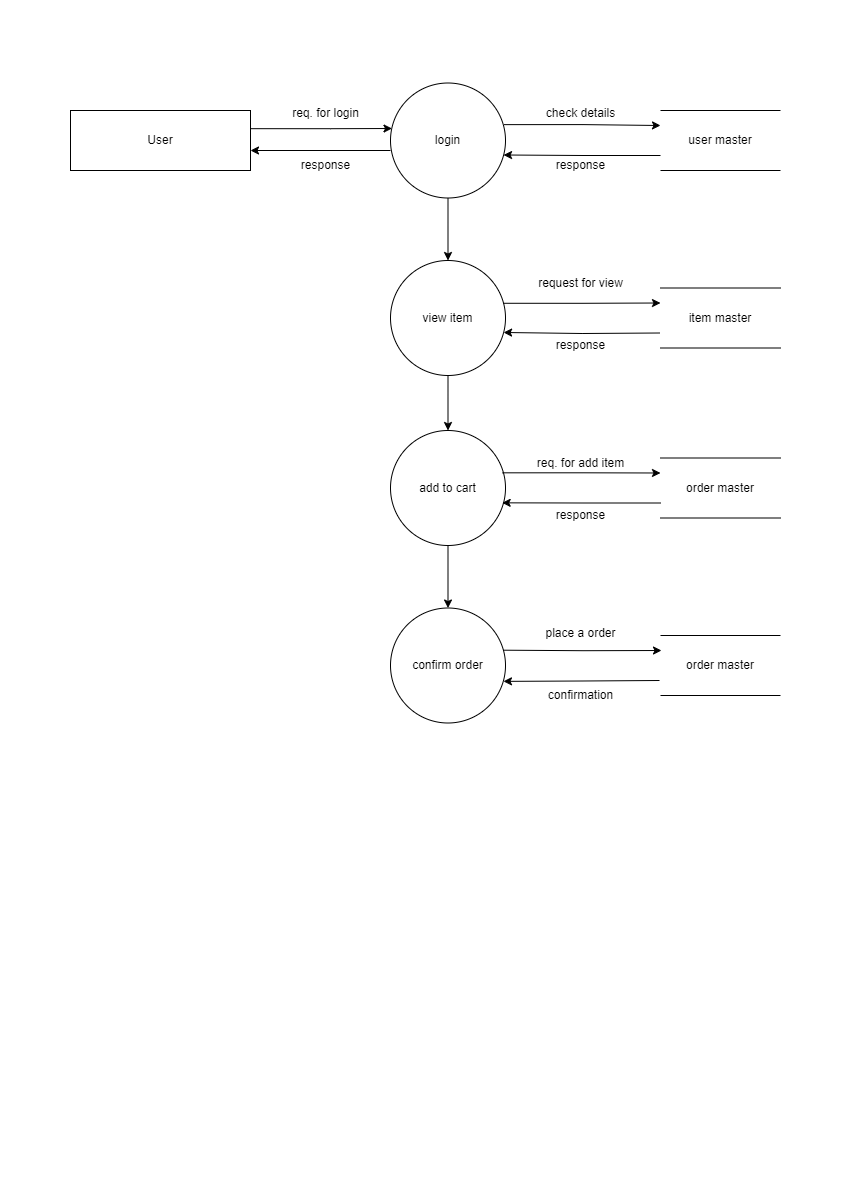 req. for login
check details
User
login
user master
response
response
request for view
view item
item master
response
req. for add item
add to cart
order master
response
place a order
confirm order
order master
confirmation